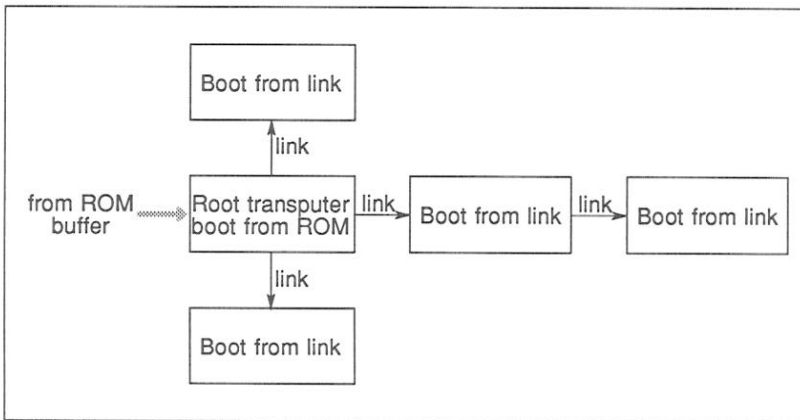 Boot from link
link
from ROM
buffer
Root transputer
boot from ROM
link
Boot from link
link
Boot from link
link
Boot from link